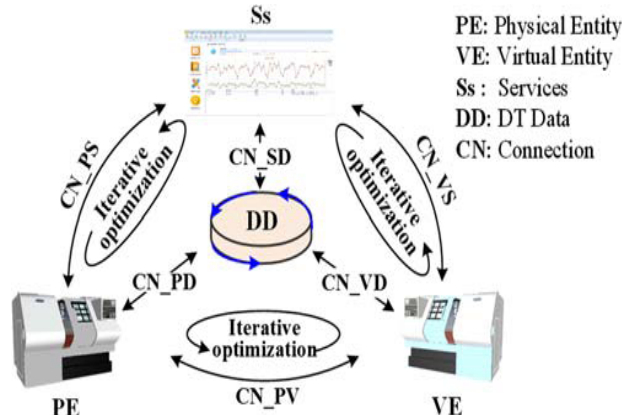 Ss
PE: Physical Entity
VE: Virtual Entity
Ss : Services
DD: DT Data
CN: Connection
CN_PS
Iterative
optimization
CN_SD
Iterative
optimization
CN_VS
DD
CN_PD
CN_VD
Iterative
optimization
CN_PV
PE
VE